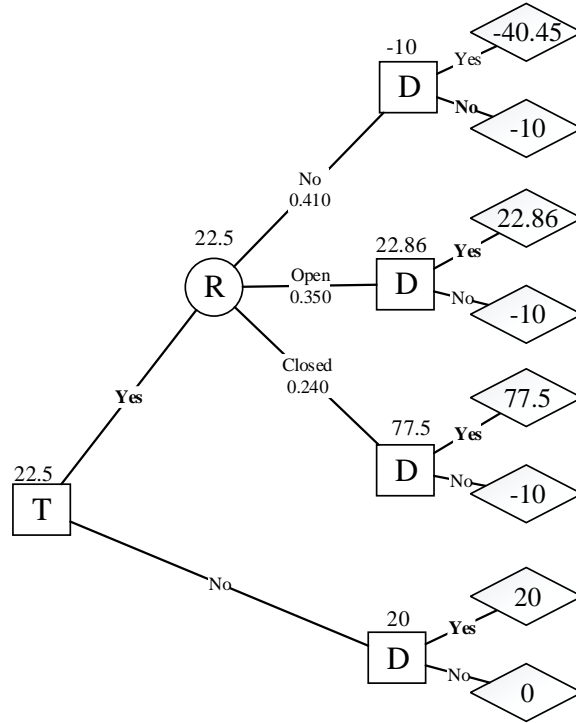 -40.45
-10
Yes
D
No
-10
No
0.410
22.86
22.5
22.86
Yes
R
Open
0.350
D
No
-10
Closed
0.240
77.5
Yes
77.5
Yes
D
No
-10
22.5
T
No
20
20
Yes
D
No
0